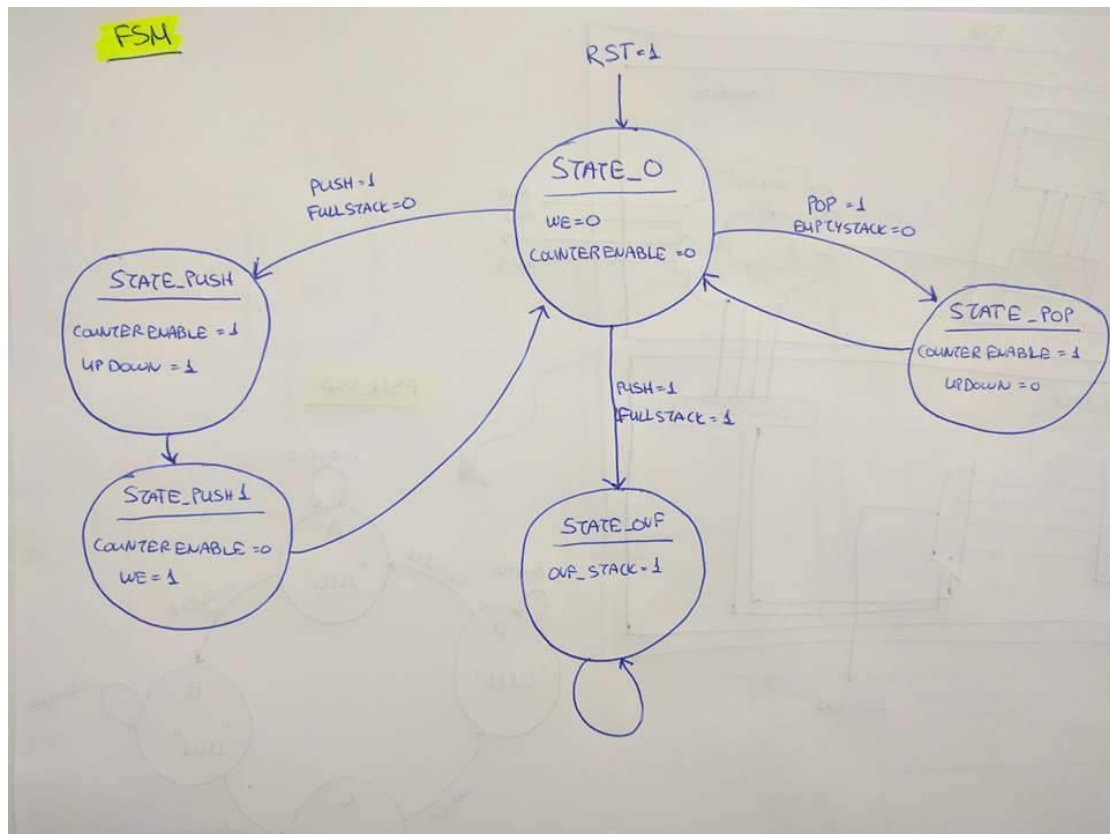 FSM
RST=1
STATE_0
WE=0
COUNTERENABLE=0
PUSH=1
FULLSTACK=0
POP=1
EMPTYSTACK=0
STATE_PUSH
COUNTERENABLE=1
UPDOWN=1
STATE_POP
COUNTERENABLE=1
UPDOWN=0
PUSH=1
FULLSTACK=1
STATE_PUSH1
COUNTERENABLE=0
WE=1
STATE_OVF
OVF_STACK=1